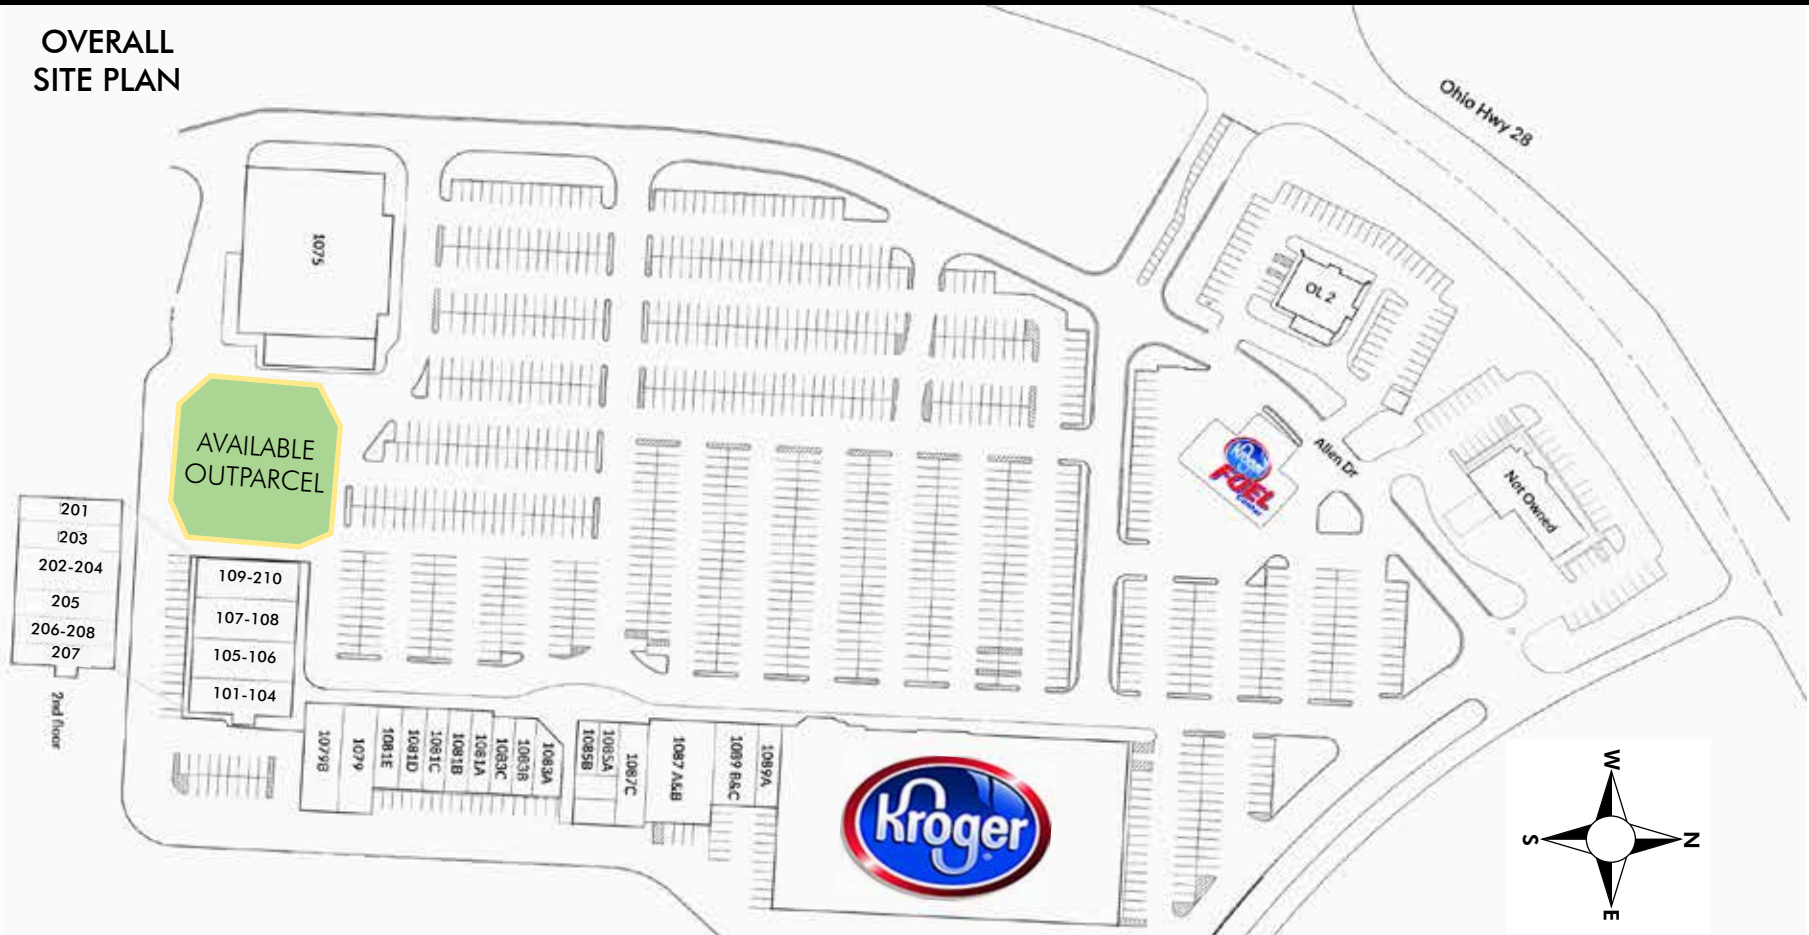 OVERALL
SITE PLAN
Ohio Hwy 28
1075
OL 2
AVAILABLE
OUTPARCEL
Kroger
FUEL
Center
Allen Dr
Not Owned
201
203
202-204
205
206-208
207
2nd floor
109-210
107-108
105-106
101-104
1079B
1079
1081E
1081D
1081C
1081B
1081A
1083C
1083B
1083A
1085B
1085A
1087C
1087 A&B
1089 B&C
1089A
Kroger
W
N
S
E